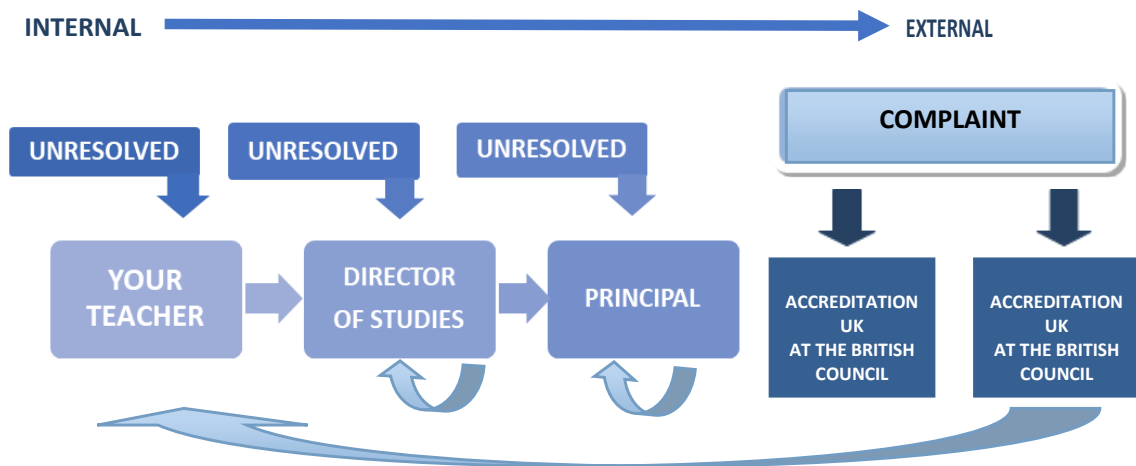 INTERNAL
EXTERNAL
COMPLAINT
UNRESOLVED
UNRESOLVED
UNRESOLVED
YOUR
TEACHER
DIRECTOR
OF STUDIES
PRINCIPAL
ACCREDITATION
UK
AT THE BRITISH
COUNCIL
ACCREDITATION
UK
AT THE BRITISH
COUNCIL